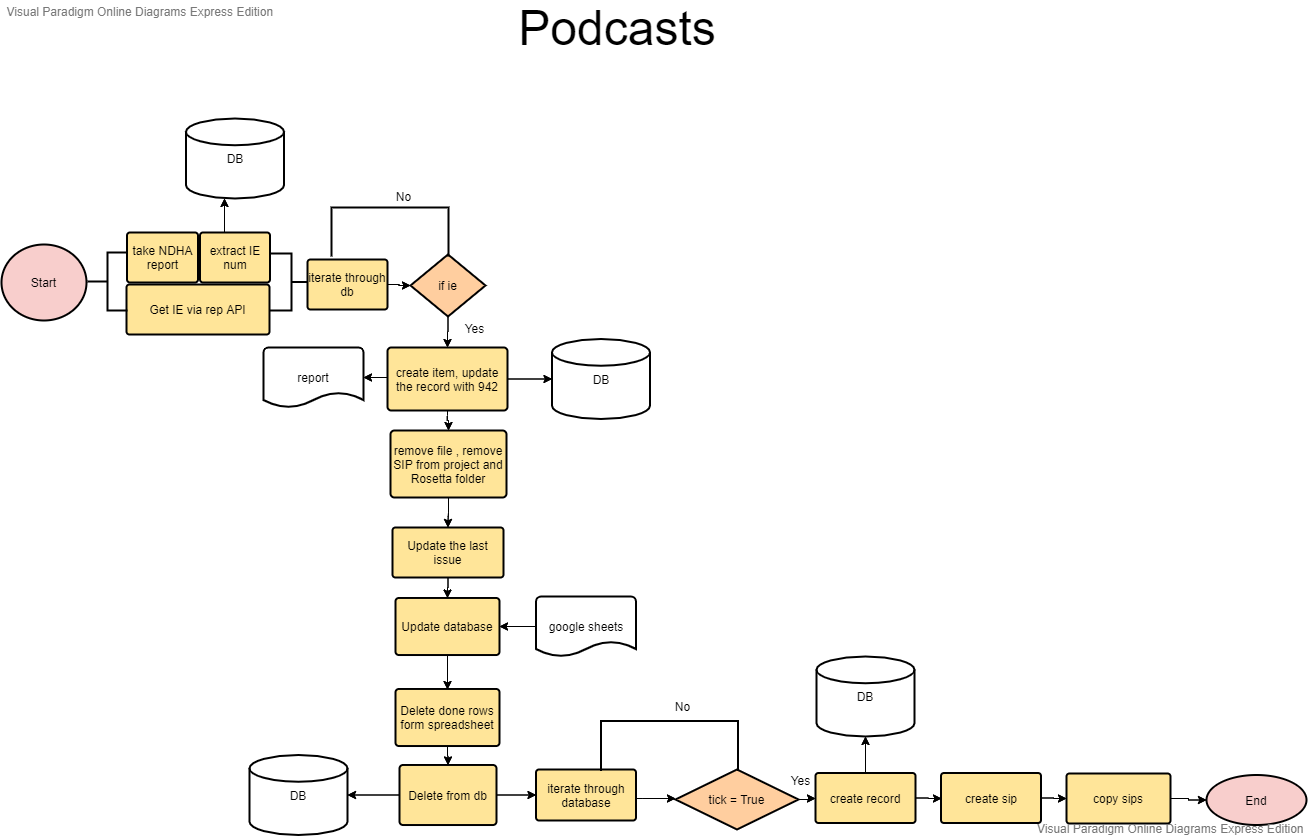 Visual Paradigm Online Diagrams Express Edition
Podcasts
DB
No
take NDHA
report
extract IE
num
Start
Get IE via rep API
iterate through
db
if ie
Yes
report
create item, update
the record with 942
DB
remove file , remove
SIP from project and
Rosetta folder
Update the last
issue
Update database
google sheets
Delete done rows
form spreadsheet
No
DB
DB
Delete from db
iterate through
database
tick = True
Yes
create record
create sip
copy sips
End
Visual Paradigm Online Diagrams Express Edition